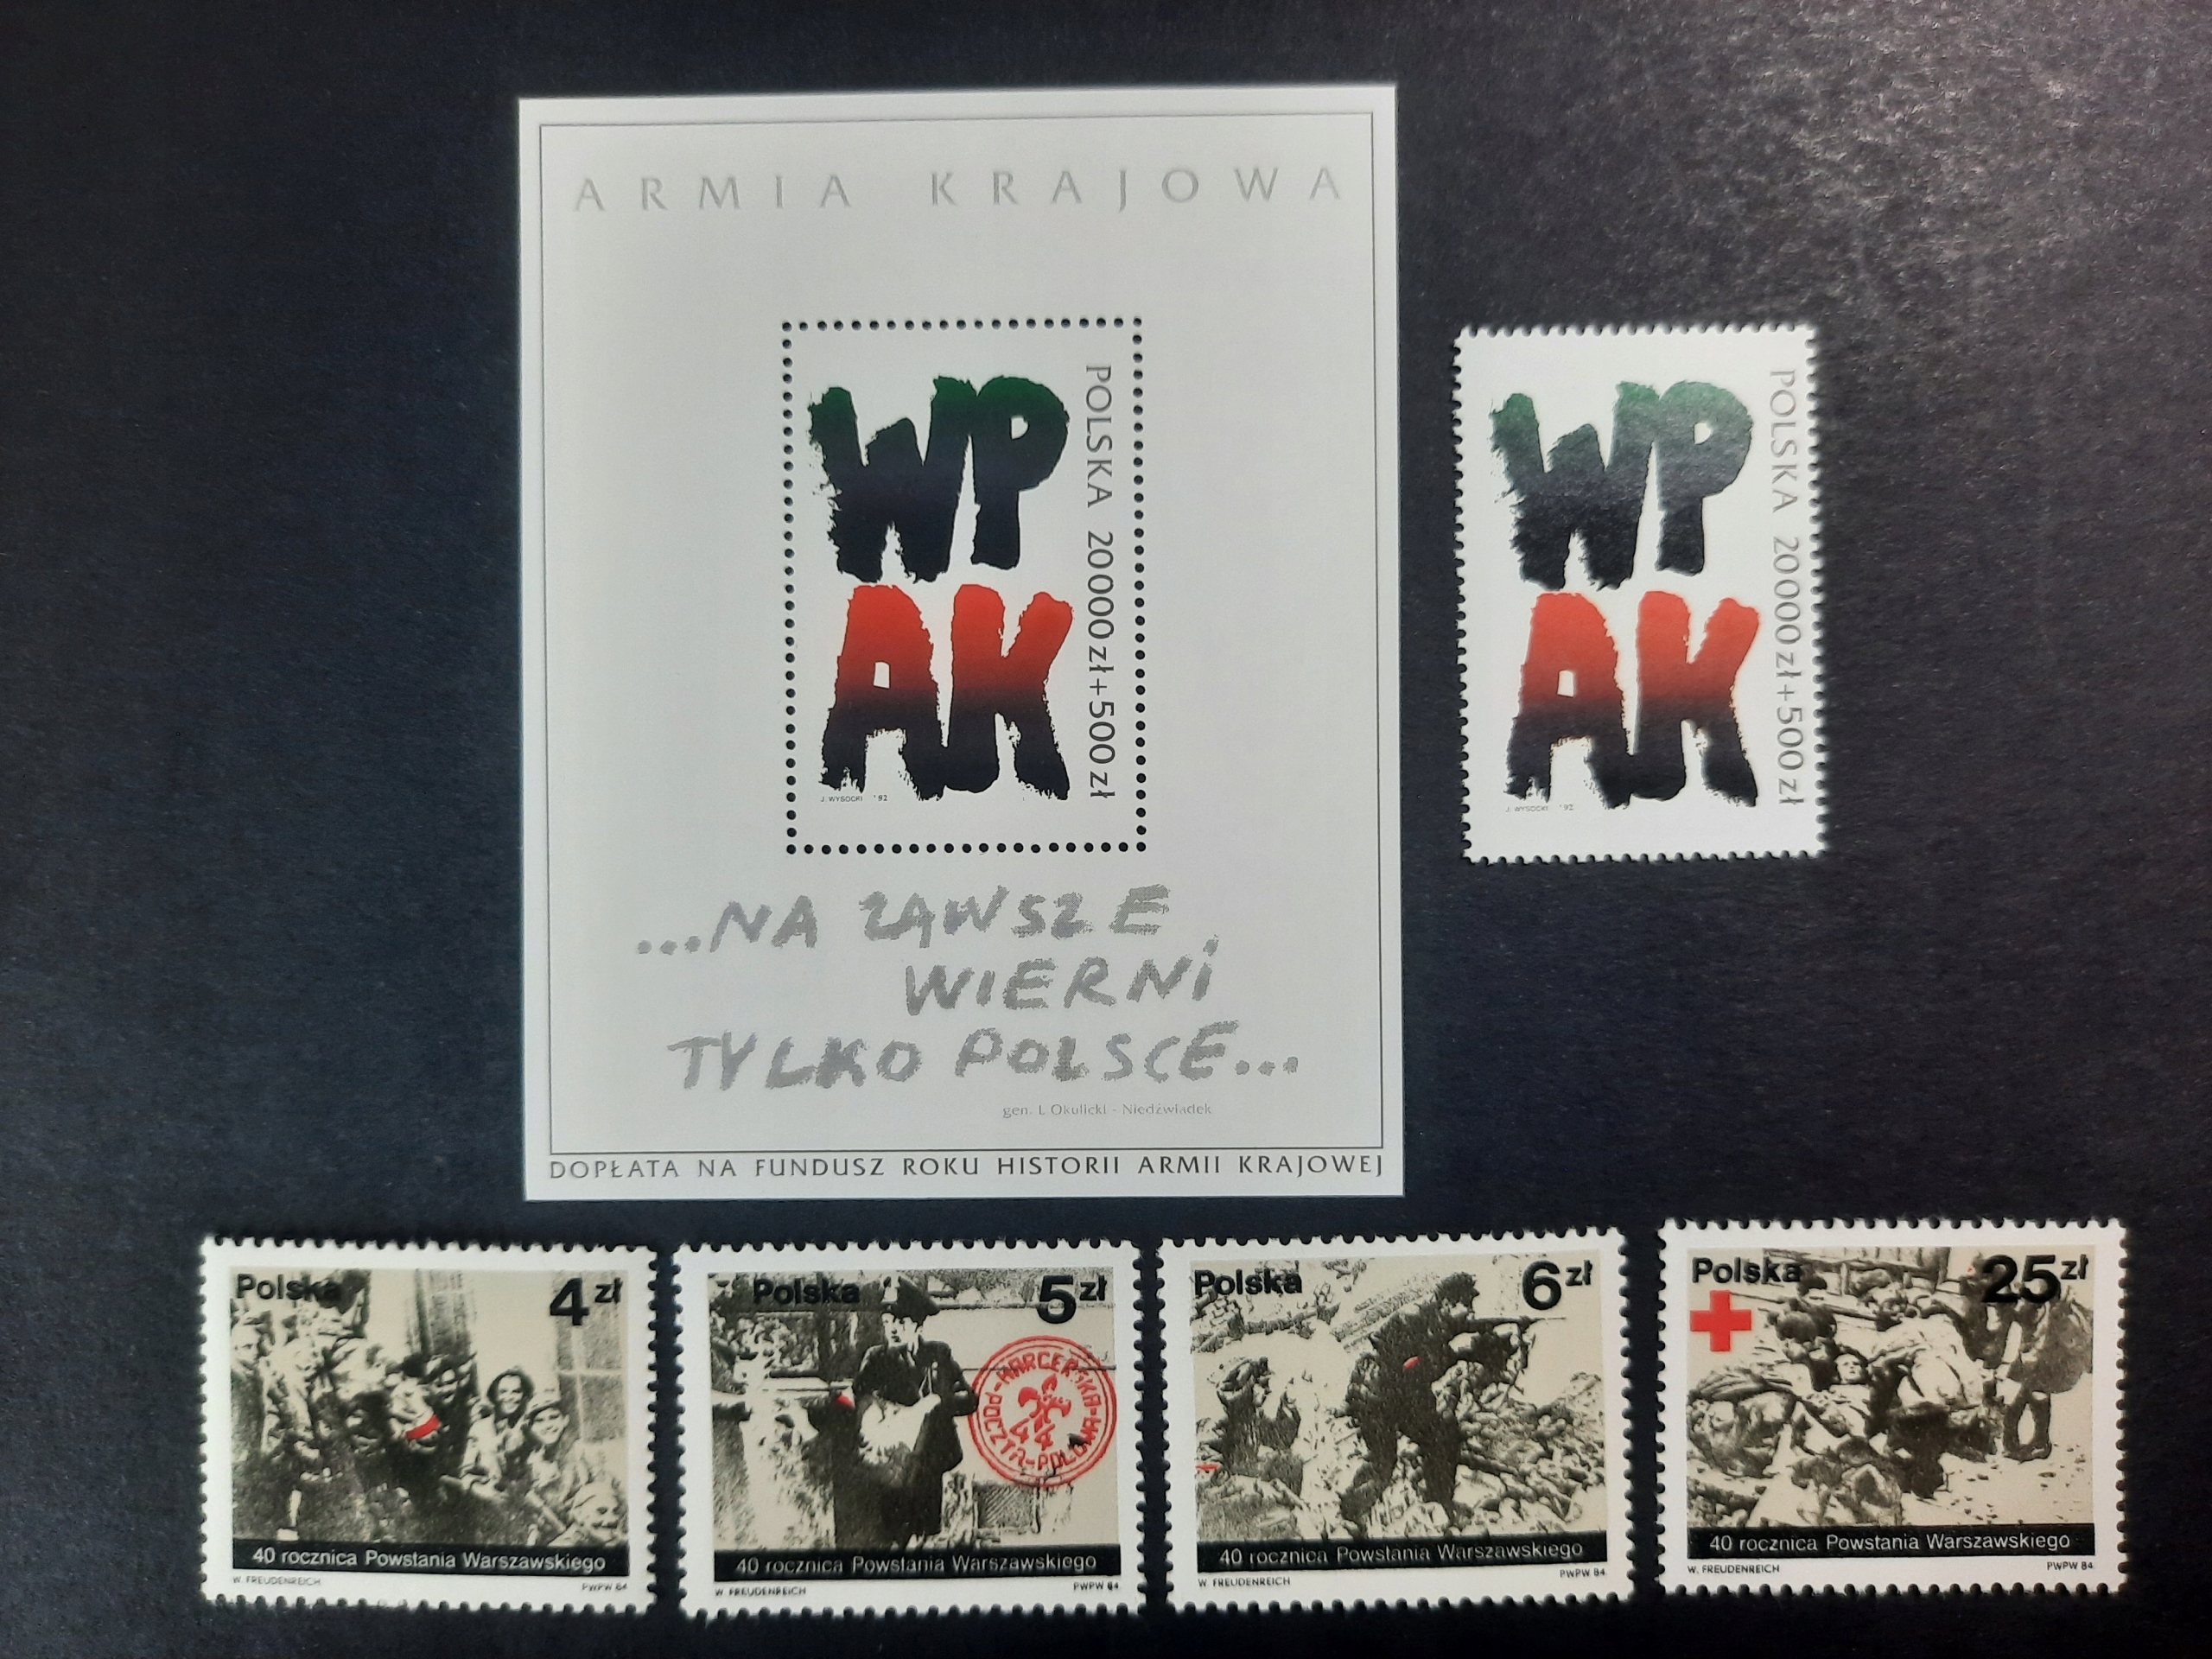 ARMIA KRAJOWA
WP
AK
POLSKA 20000 zł+500 zł
J. WYSOCKI '92
...NA ZAWSZE
WIERNI
TYLKO POLSCE...
gen. L Okulicki - Niedźwiadek
DOPŁATA NA FUNDUSZ ROKU HISTORII ARMII KRAJOWEJ
WP
AK
POLSKA 20000 zł+500 zł
J. WYSOCKI '92
Polska 4 zł
40 rocznica Powstania Warszawskiego
W. FREUDENREICH PWPW 84
Polska 5 zł
HARCERSKA POCZTA-POLOWA
44
40 rocznica Powstania Warszawskiego
W. FREUDENREICH PWPW 84
Polska 6 zł
40 rocznica Powstania Warszawskiego
W. FREUDENREICH PWPW 84
Polska 25 zł
40 rocznica Powstania Warszawskiego
W. FREUDENREICH PWPW 84